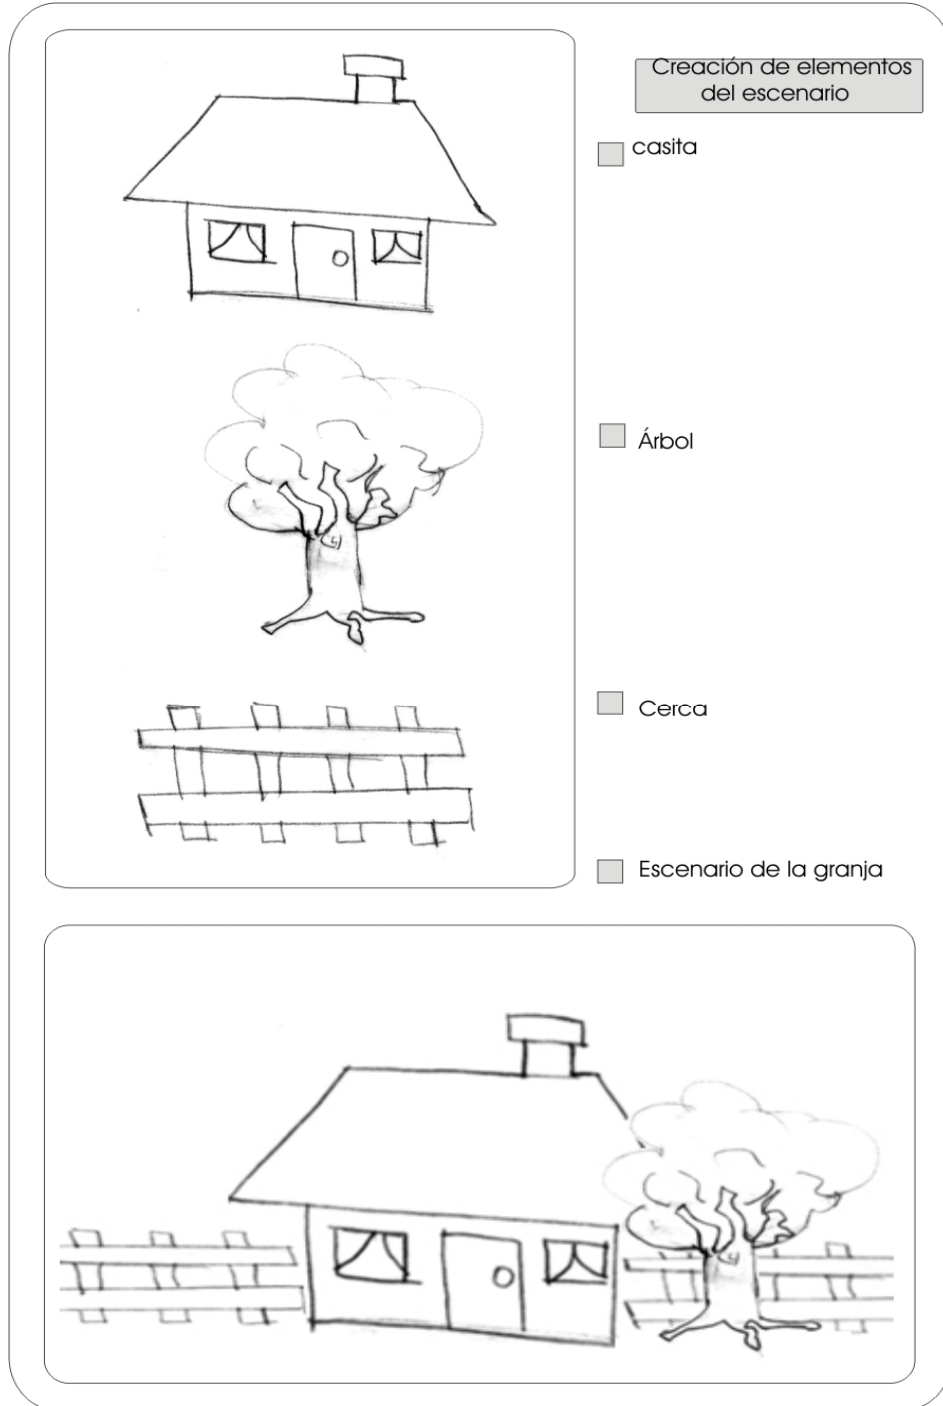 Creación de elementos
del escenario
casita
Árbol
Cerca
Escenario de la granja